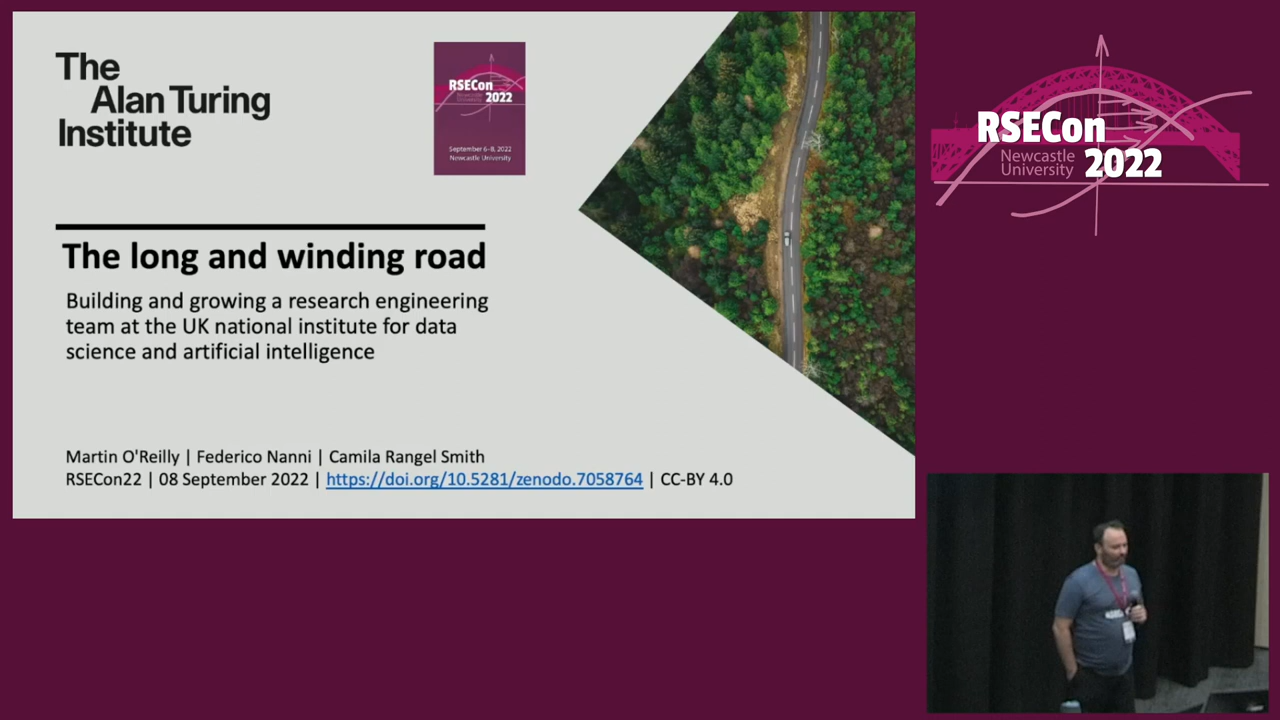 The
Alan Turing
Institute
RSECon
Newcastle
University
2022
September 6-8, 2022
Newcastle University
The long and winding road
Building and growing a research engineering
team at the UK national institute for data
science and artificial intelligence
Martin O'Reilly | Federico Nanni | Camila Rangel Smith
RSECon22 | 08 September 2022 | https://doi.org/10.5281/zenodo.7058764 | CC-BY 4.0
RSECon
Newcastle
University
2022